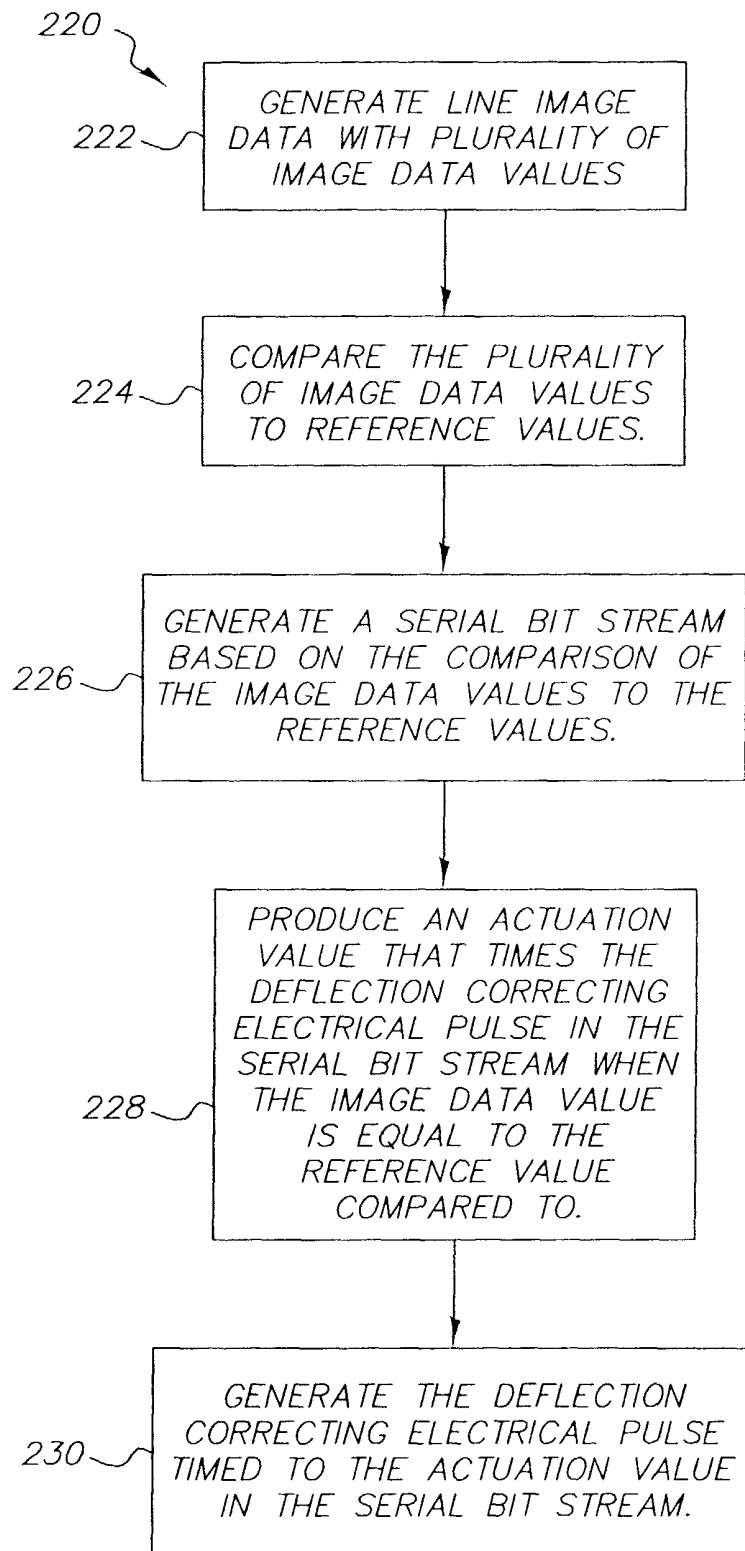 220
GENERATE LINE IMAGE
DATA WITH PLURALITY OF
IMAGE DATA VALUES
222
COMPARE THE PLURALITY
OF IMAGE DATA VALUES
TO REFERENCE VALUES.
224
GENERATE A SERIAL BIT STREAM
BASED ON THE COMPARISON OF
THE IMAGE DATA VALUES TO THE
REFERENCE VALUES.
226
PRODUCE AN ACTUATION
VALUE THAT TIMES THE
DEFLECTION CORRECTING
ELECTRICAL PULSE IN THE
SERIAL BIT STREAM WHEN
THE IMAGE DATA VALUE
IS EQUAL TO THE
REFERENCE VALUE
COMPARED TO.
228
GENERATE THE DEFLECTION
CORRECTING ELECTRICAL PULSE
TIMED TO THE ACTUATION VALUE
IN THE SERIAL BIT STREAM.
230